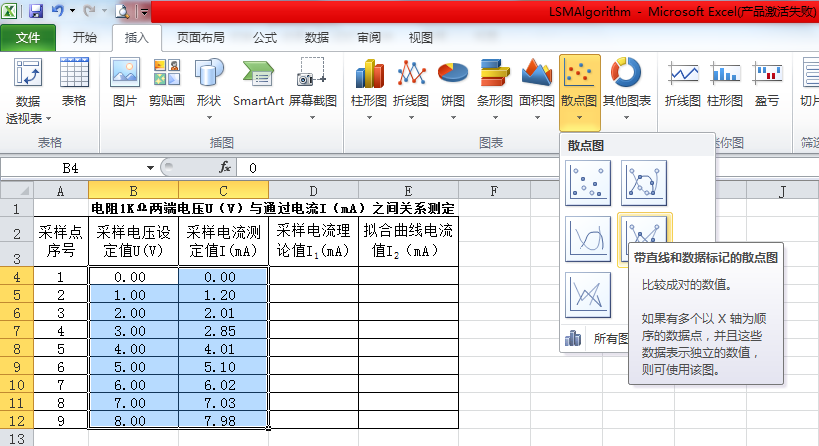 LSMAlgorithm - Microsoft Excel(产品激活失败)
文件 开始 插入 页面布局 公式 数据 审阅 视图
数据透视表 表格 图片 剪贴画 形状 SmartArt 屏幕截图 柱形图 折线图 饼图 条形图 面积图 散点图 其他图表 折线图 柱形图 盈亏 切片
表格 插图 图表 迷你图 筛选
散点图
B4 fx 0
A B C D E F G J
1 电阻1KΩ两端电压U(V)与通过电流I(mA)之间关系测定
2 采样点 采样电压设 采样电流测 采样电流理 拟合曲线电流
3 序号 定值U(V) 定值I(mA) 论值I₁(mA) 值I₂(mA)
4 1 0.00 0.00
5 2 1.00 1.20
6 3 2.00 2.01
7 4 3.00 2.85
8 5 4.00 4.01
9 6 5.00 5.10
10 7 6.00 6.02
11 8 7.00 7.03
12 9 8.00 7.98
13
带直线和数据标记的散点图
比较成对的数值。
如果有多个以 X 轴为顺
序的数据点，并且这些
数据表示独立的数值，
则可使用该图。
所有图